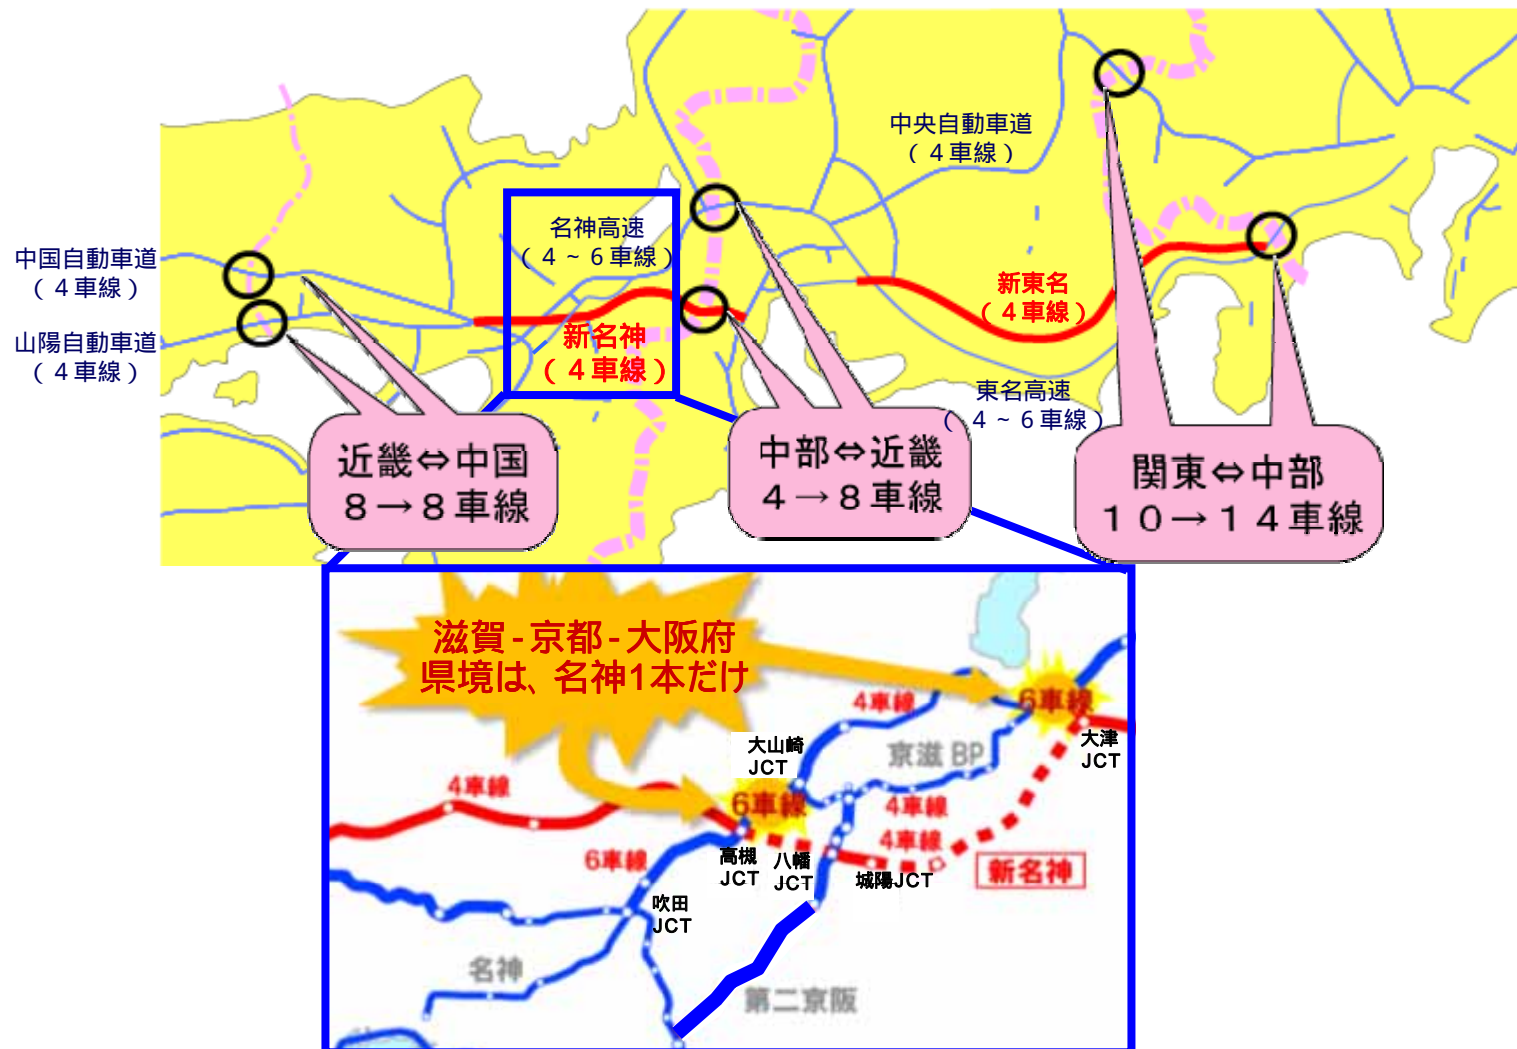 中央自動車道
（４車線）
名神高速
（４~６車線）
中国自動車道
（４車線）
新東名
（４車線）
山陽自動車道
（４車線）
新名神
（４車線）
東名高速
（４~６車線）
近畿⇔中国
８→８車線
中部⇔近畿
４→８車線
関東⇔中部
１０→１４車線
滋賀-京都-大阪府
県境は、名神1本だけ
4車線
6車線
大津
JCT
大山崎
JCT
京滋 BP
4車線
6車線
4車線
4車線
6車線
高槻
JCT
八幡
JCT
城陽JCT
新名神
吹田
JCT
名神
第二京阪